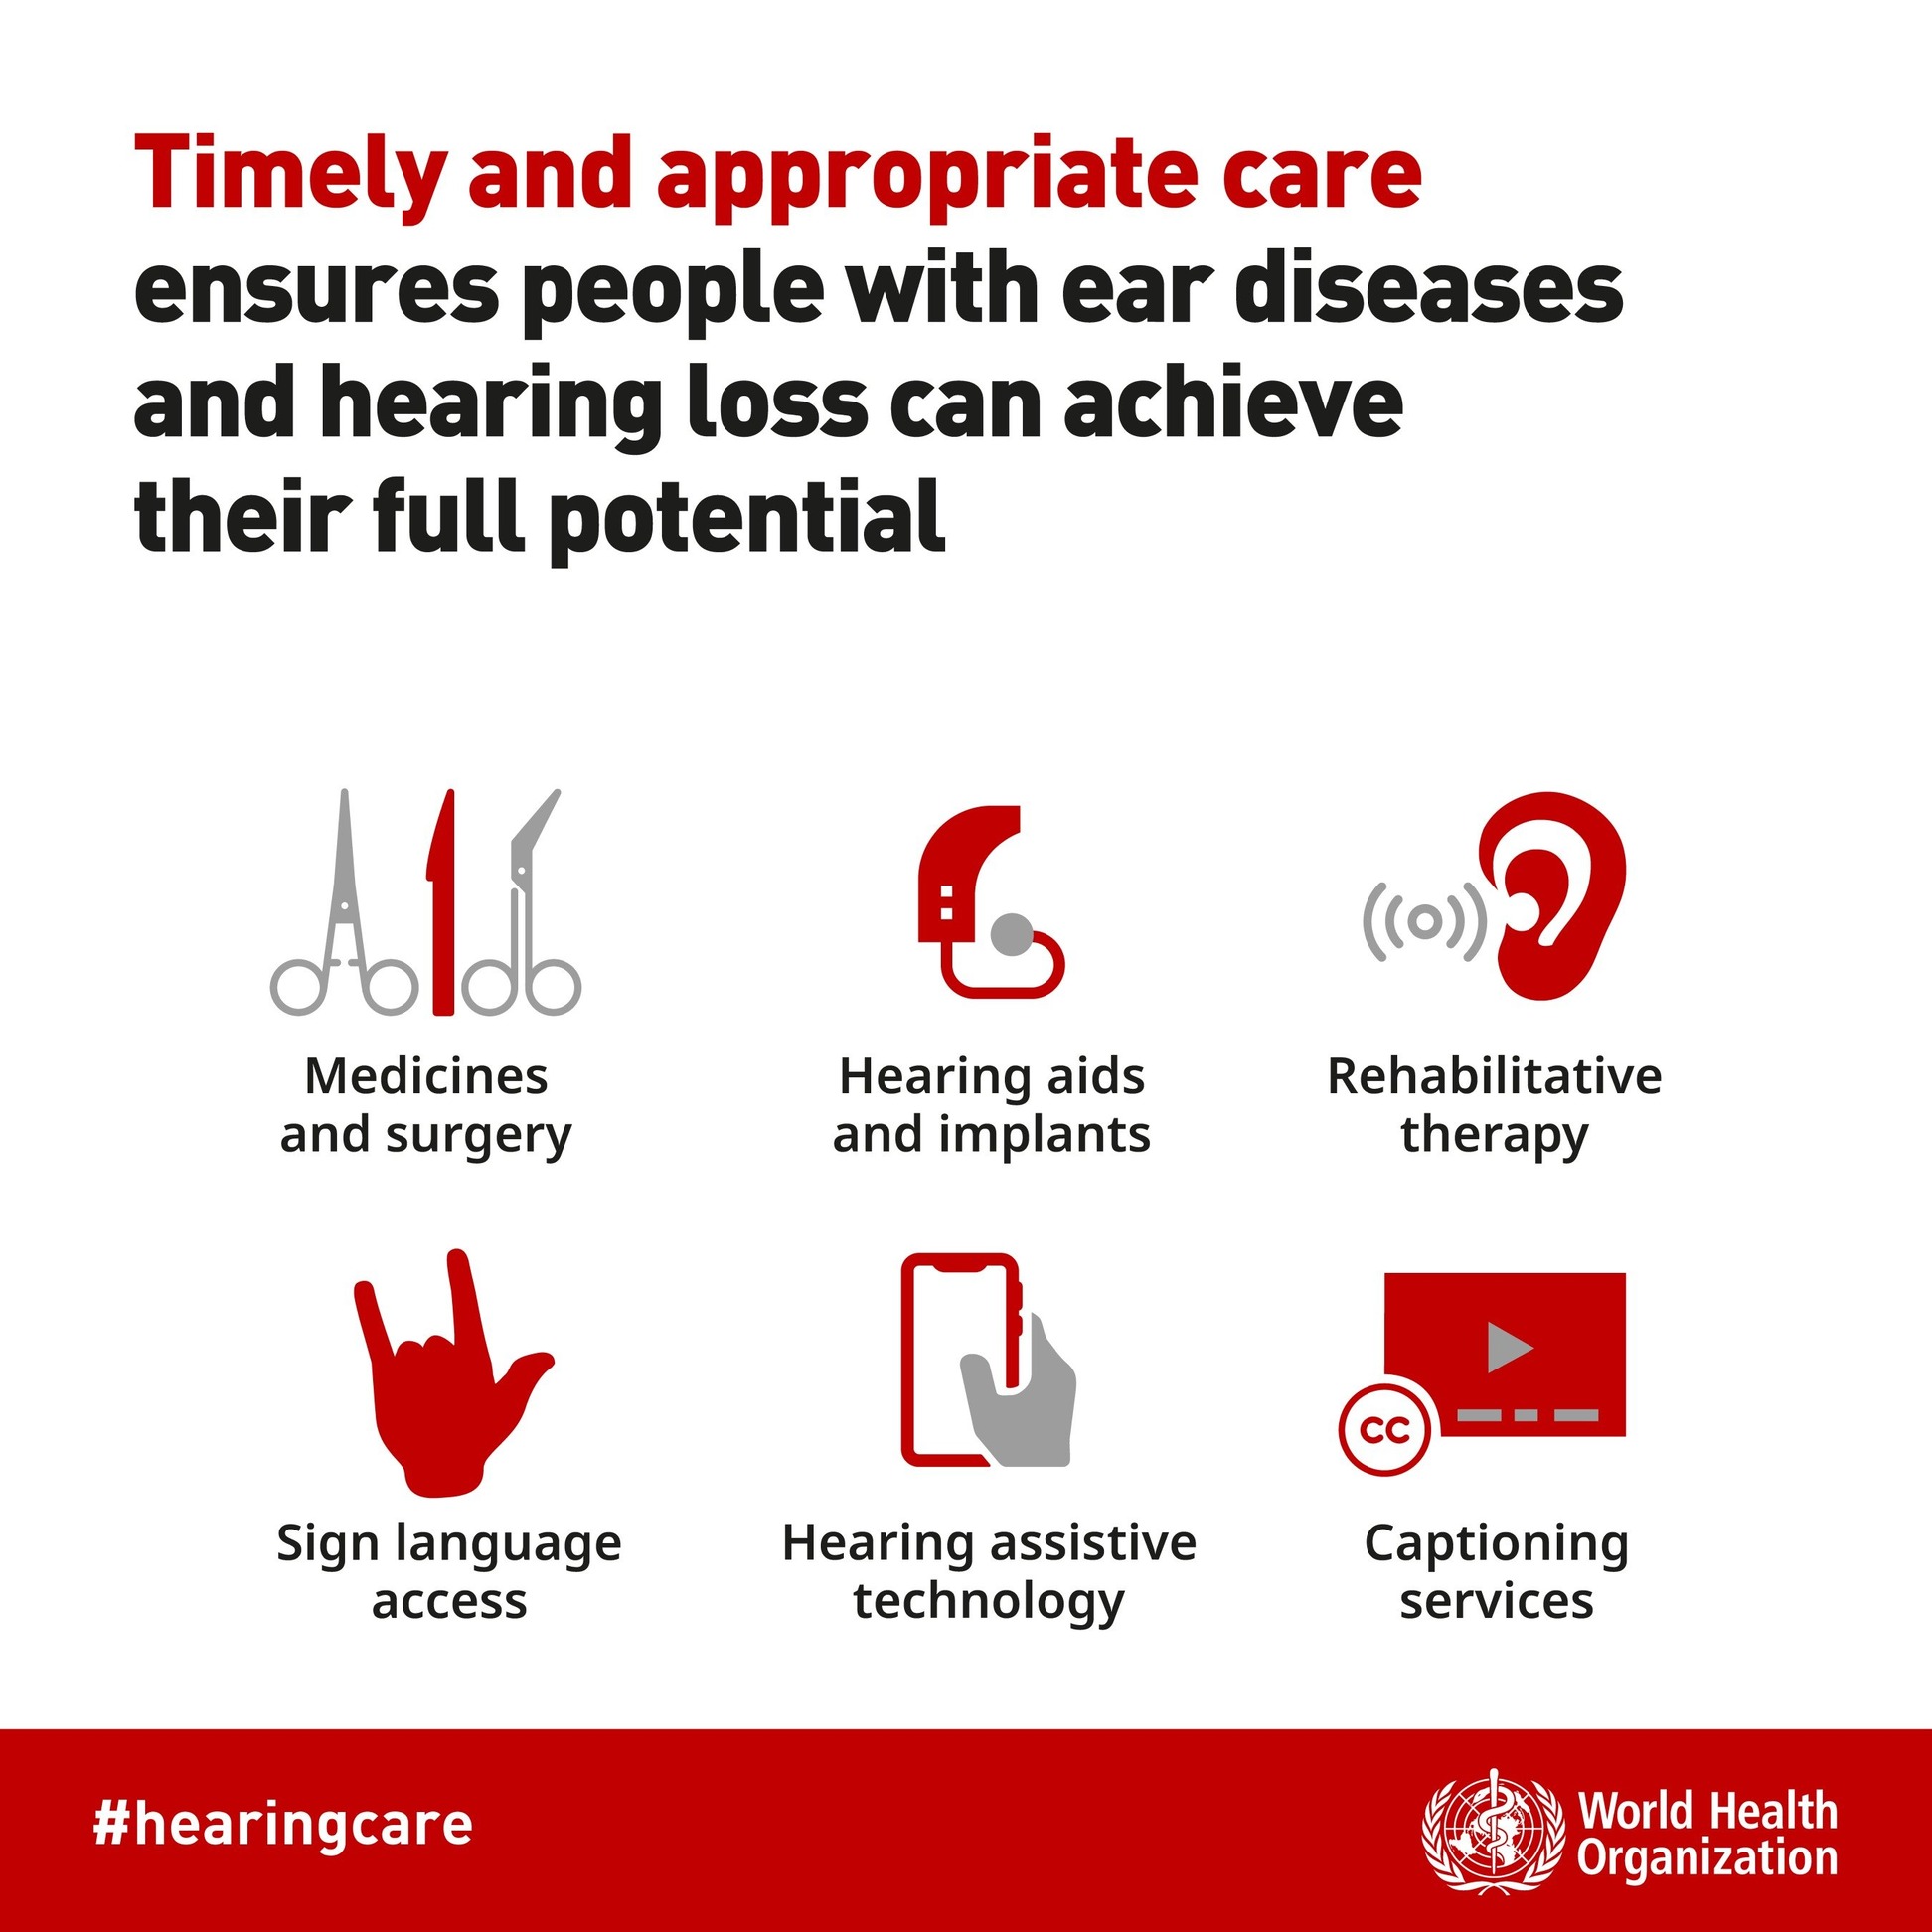 Timely and appropriate care
ensures people with ear diseases
and hearing loss can achieve
their full potential
Medicines
and surgery
Hearing aids
and implants
Rehabilitative
therapy
Sign language
access
Hearing assistive
technology
CC
Captioning
services
#hearingcare
World Health
Organization